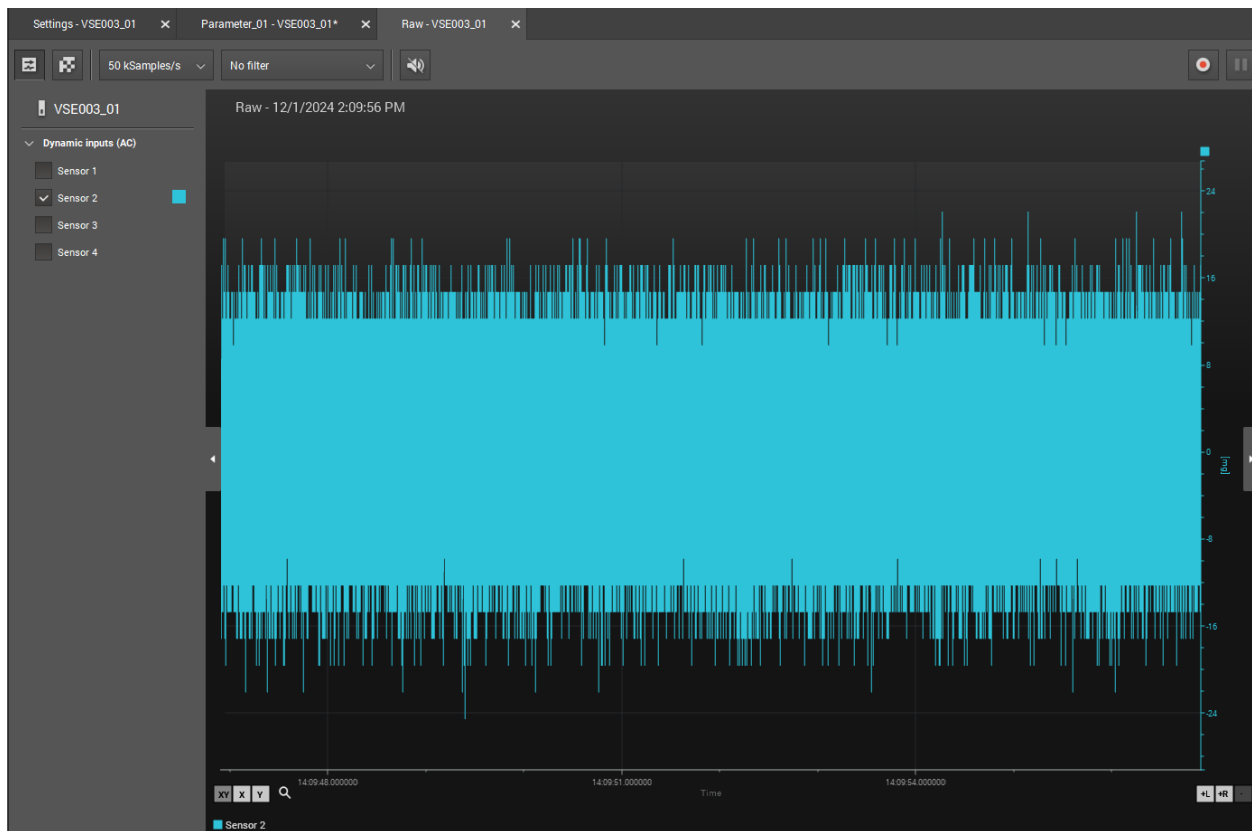 Settings - VSE003_01
Parameter_01 - VSE003_01*
Raw - VSE003_01
50 kSamples/s
No filter
VSE003_01
Dynamic inputs (AC)
Sensor 1
Sensor 2
Sensor 3
Sensor 4
Raw - 12/1/2024 2:09:56 PM
24
16
8
0
[mg]
-8
-16
-24
14:09:48.000000
14:09:51.000000
14:09:54.000000
Time
XY X Y
+L +R -
Sensor 2